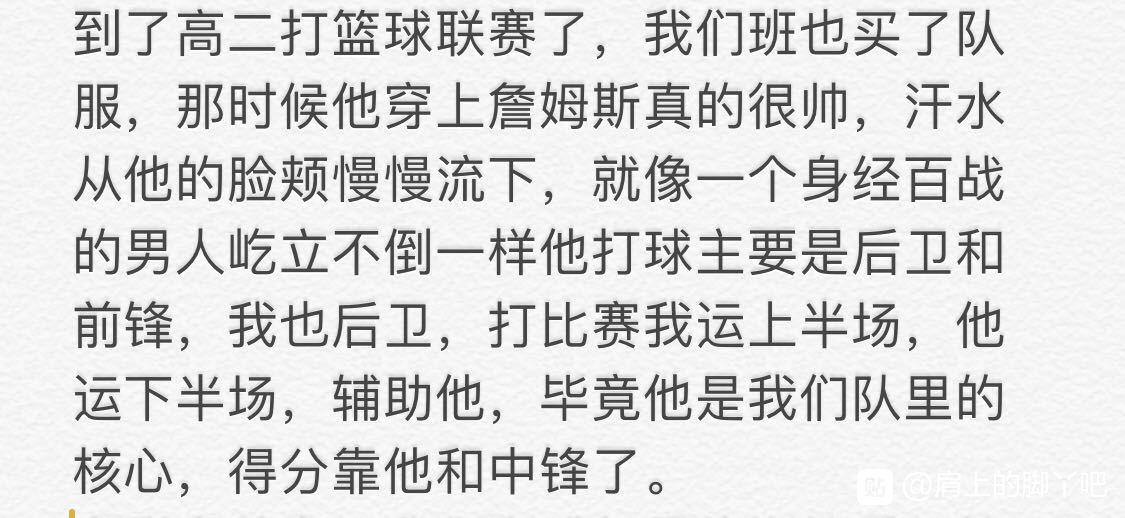 到了高二打篮球联赛了，我们班也买了队
服，那时候他穿上詹姆斯真的很帅，汗水
从他的脸颊慢慢流下，就像一个身经百战
的男人屹立不倒一样他打球主要是后卫和
前锋，我也后卫，打比赛我运上半场，他
运下半场，辅助他，毕竟他是我们队里的
核心，得分靠他和中锋了。
贴 @肩上的脚丫吧